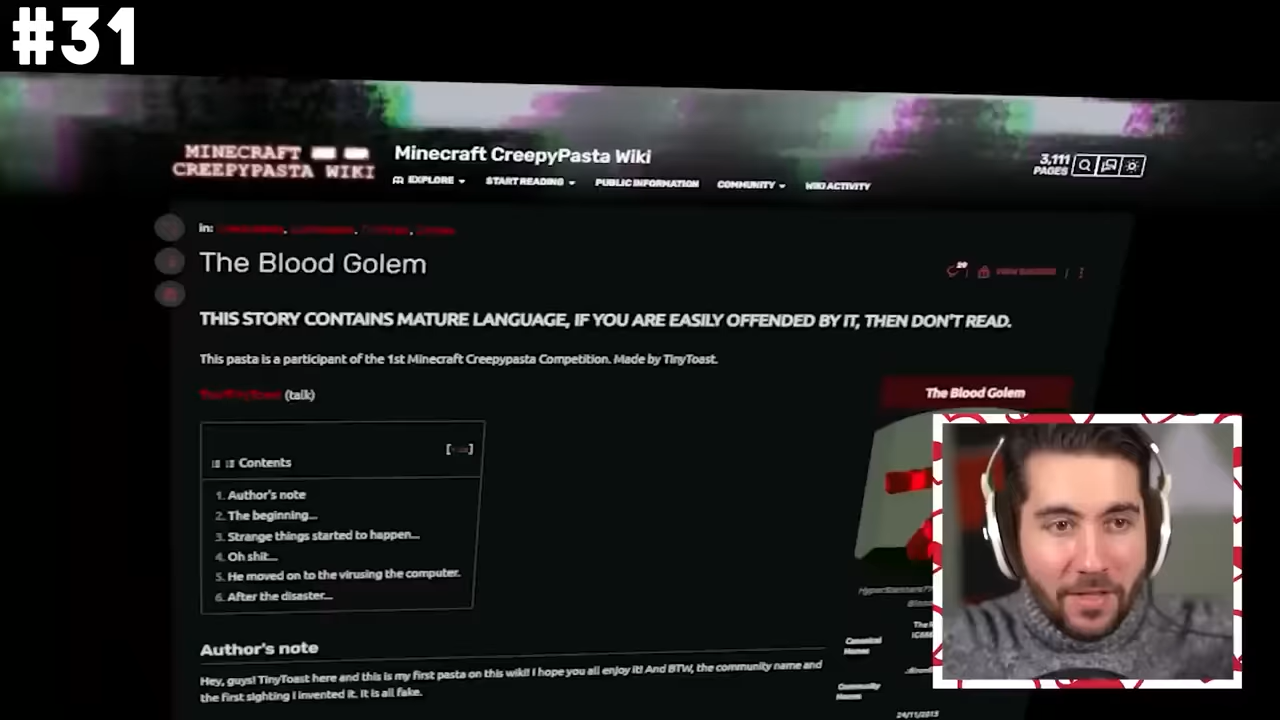 #31
MINECRAFT
CREEPYPASTA WIKI
Minecraft CreepyPasta Wiki
EXPLORE
START READING
PUBLIC INFORMATION
COMMUNITY
WIKI ACTIVITY
3,111
PAGES
in:
The Blood Golem
29
THIS STORY CONTAINS MATURE LANGUAGE, IF YOU ARE EASILY OFFENDED BY IT, THEN DON'T READ.
This pasta is a participant of the 1st Minecraft Creepypasta Competition. Made by TinyToast.
(talk)
The Blood Golem
Contents
1. Author's note
2. The beginning...
3. Strange things started to happen...
4. Oh shit...
5. He moved on to the virusing the computer.
6. After the disaster...
Author's note
Hey, guys! TinyToast here and this is my first pasta on this wiki! I hope you all enjoy it! And BTW, the community name and
the first sighting I invented it. It is all fake.
Canonical
Names
Community
Names
24/11/2013